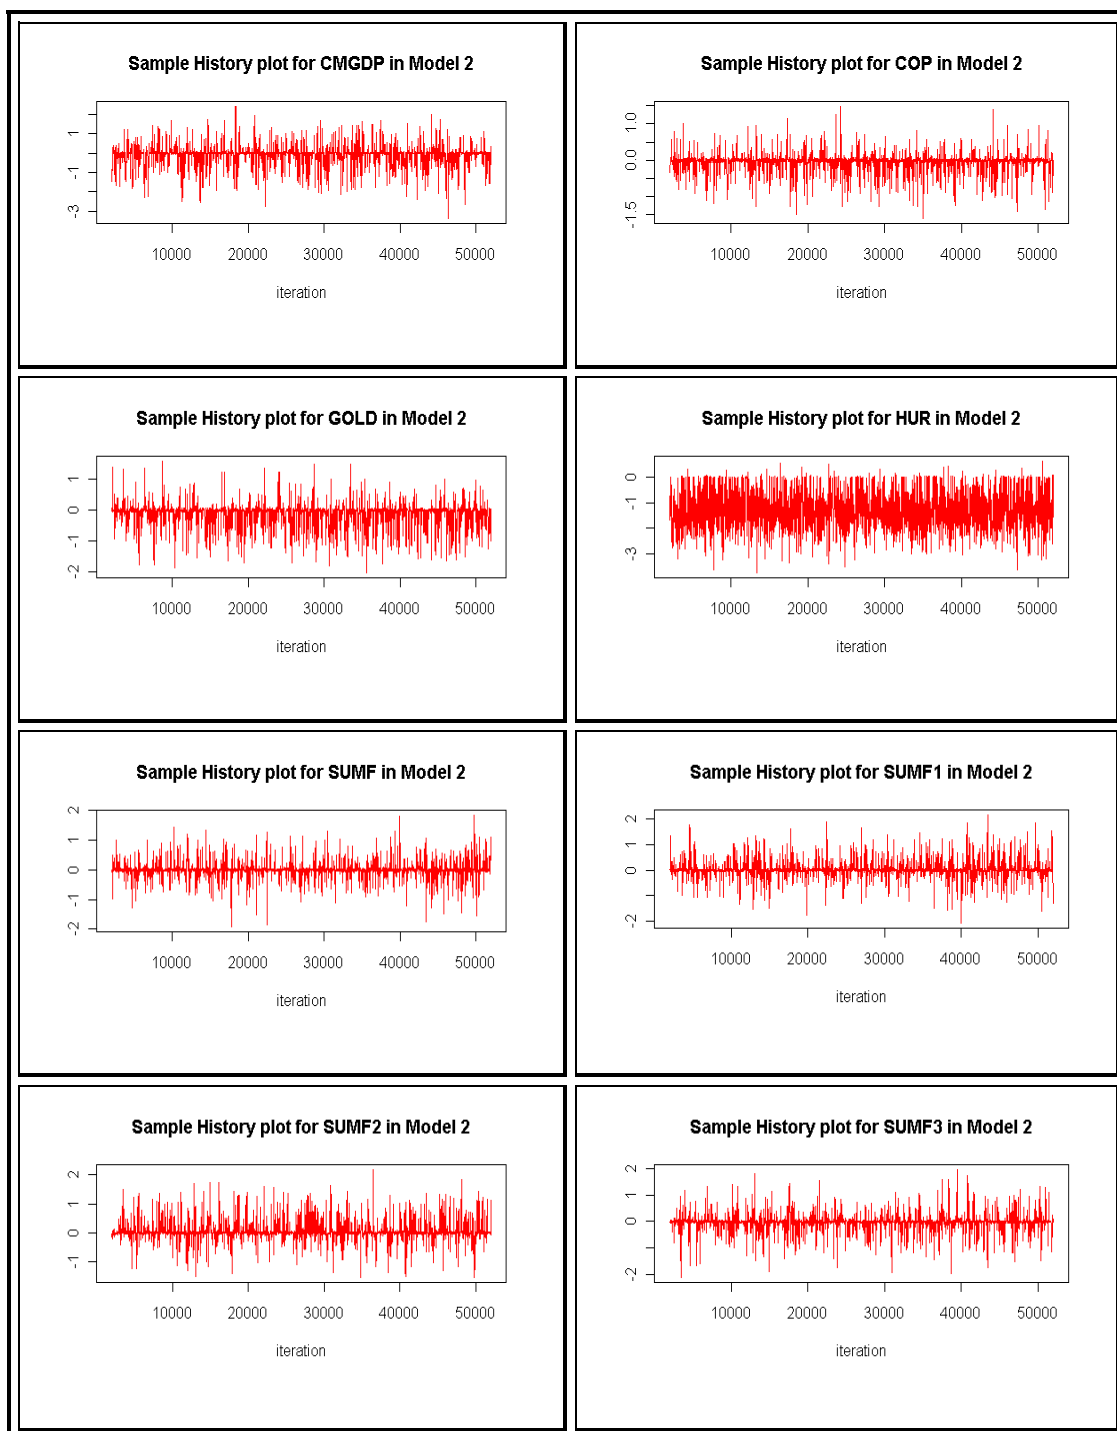 Sample History plot for CMGDP in Model 2
1
-1
-3
10000 20000 30000 40000 50000
iteration
Sample History plot for COP in Model 2
1.0
0.0
-1.5
10000 20000 30000 40000 50000
iteration
Sample History plot for GOLD in Model 2
1
0
-1
-2
10000 20000 30000 40000 50000
iteration
Sample History plot for HUR in Model 2
0
-1
-3
10000 20000 30000 40000 50000
iteration
Sample History plot for SUMF in Model 2
2
1
0
-1
-2
10000 20000 30000 40000 50000
iteration
Sample History plot for SUMF1 in Model 2
2
1
0
-2
10000 20000 30000 40000 50000
iteration
Sample History plot for SUMF2 in Model 2
2
1
0
-1
10000 20000 30000 40000 50000
iteration
Sample History plot for SUMF3 in Model 2
2
1
0
-2
10000 20000 30000 40000 50000
iteration